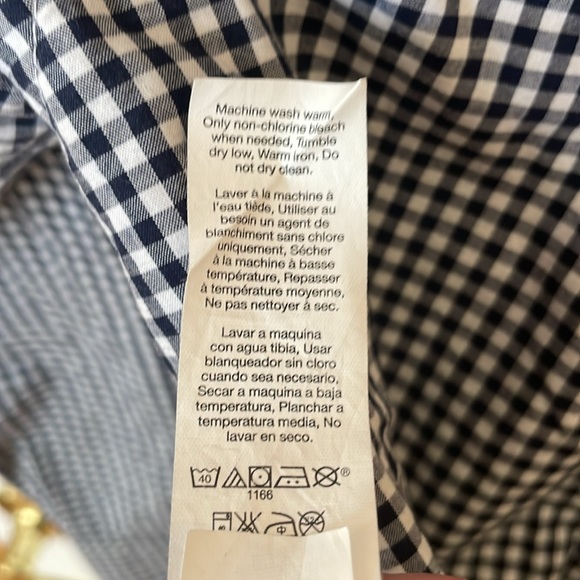 Machine wash warm,
Only non-chlorine bleach
when needed, Tumble
dry low, Warm iron, Do
not dry clean.
Laver à la machine à
l'eau tiède, Utiliser au
besoin un agent de
blanchiment sans chlore
uniquement, Sécher
à la machine à basse
température, Repasser
à température moyenne,
Ne pas nettoyer à sec.
Lavar a maquina
con agua tibia, Usar
blanqueador sin cloro
cuando sea necesario,
Secar a maquina a baja
temperatura, Planchar a
temperatura media, No
lavar en seco.
40 ®
1166